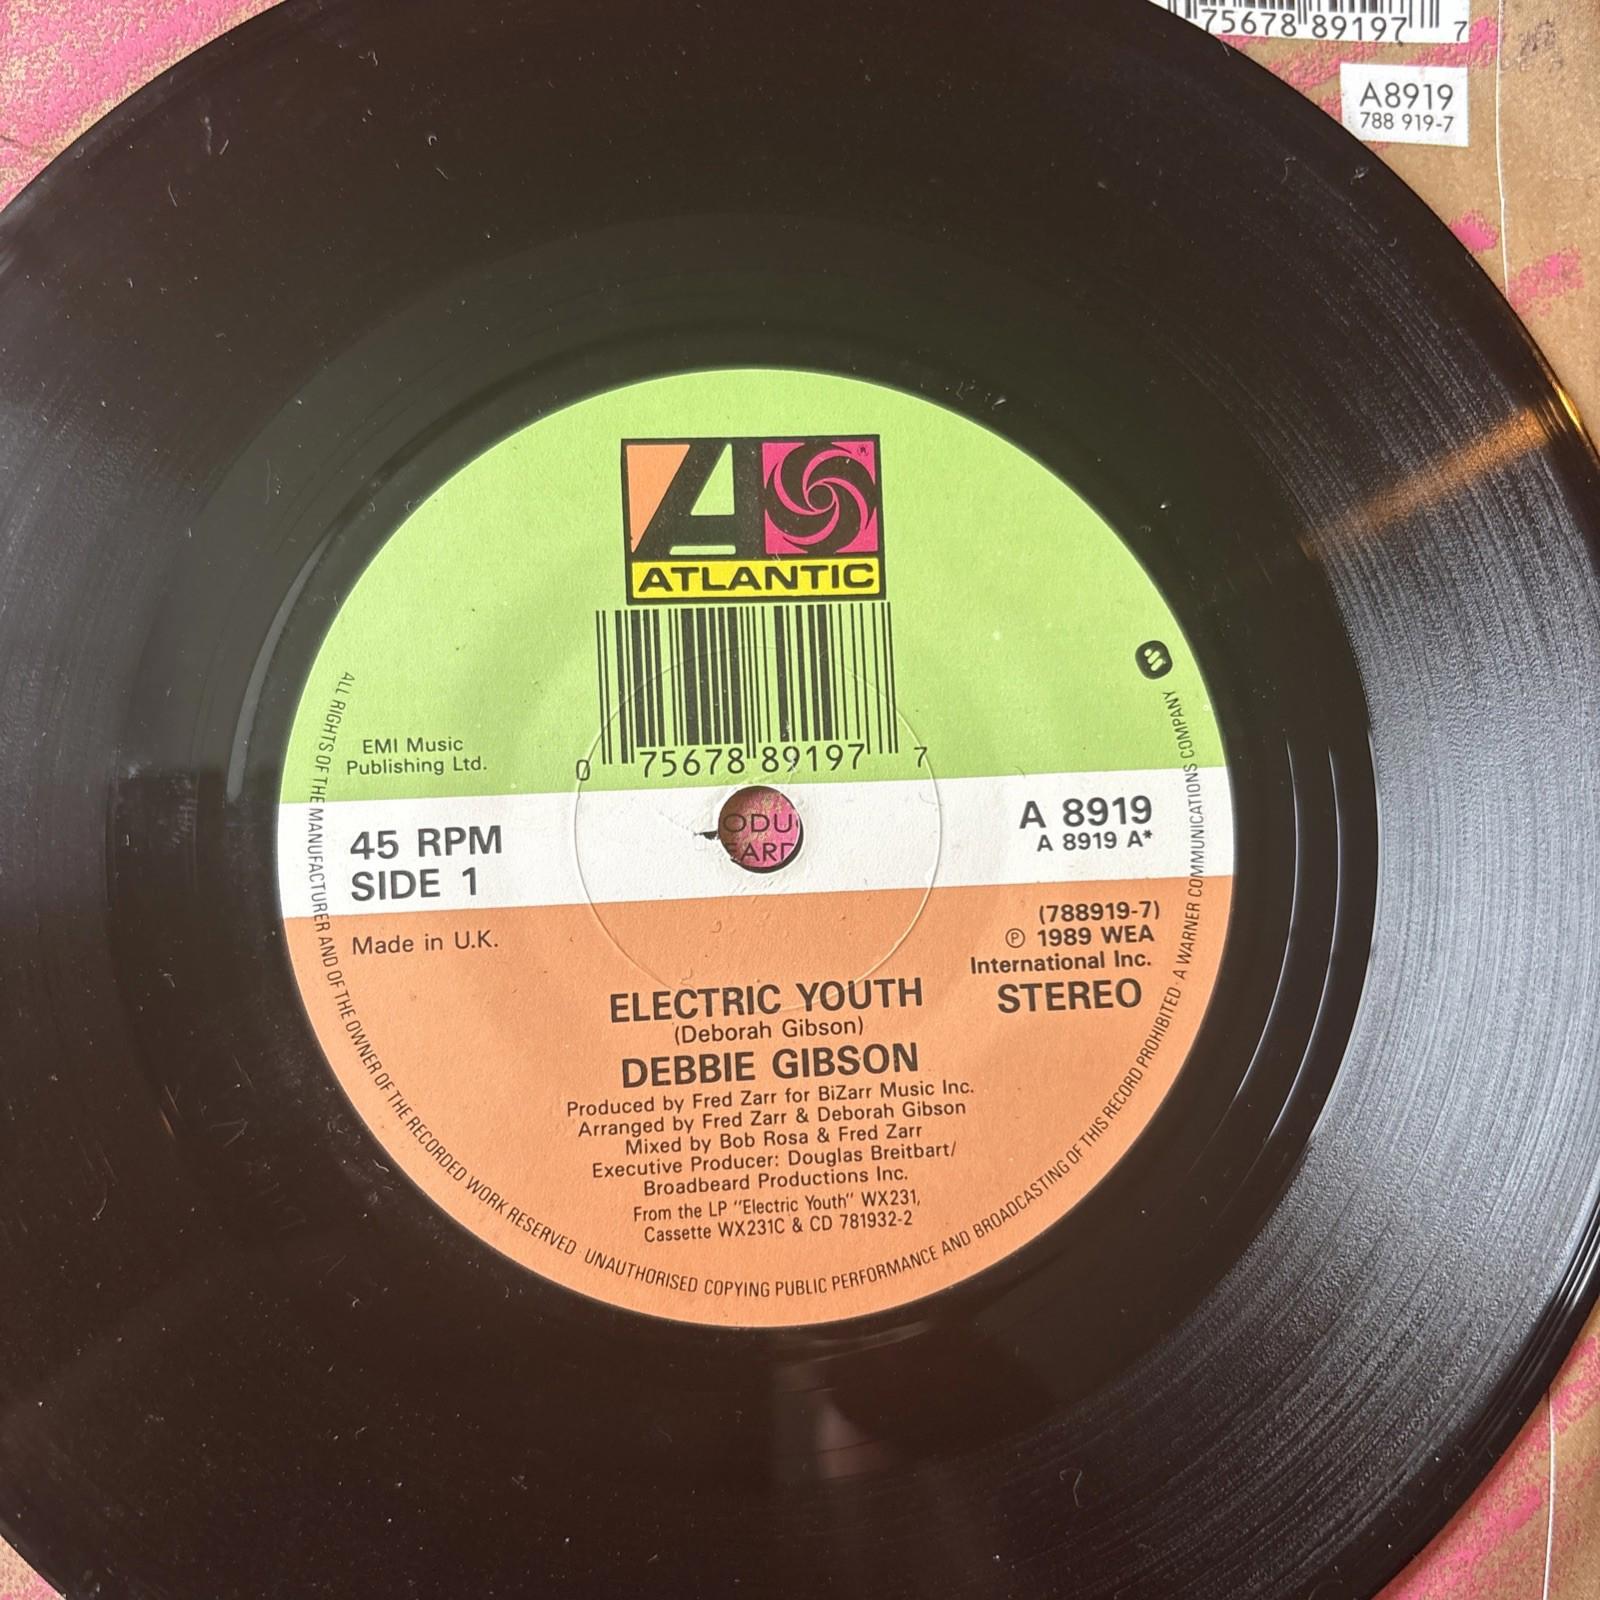 75678 89197 7
A8919
788 919-7
ATLANTIC
®
0 75678 89197 7
EMI Music
Publishing Ltd.
45 RPM
SIDE 1
Made in U.K.
A 8919
A 8919 A*
(788919-7)
℗ 1989 WEA
International Inc.
STEREO
ODU
EARD
ELECTRIC YOUTH
(Deborah Gibson)
DEBBIE GIBSON
Produced by Fred Zarr for BiZarr Music Inc.
Arranged by Fred Zarr & Deborah Gibson
Mixed by Bob Rosa & Fred Zarr
Executive Producer: Douglas Breitbart/
Broadbeard Productions Inc.
From the LP "Electric Youth" WX231,
Cassette WX231C & CD 781932-2
ALL RIGHTS OF THE MANUFACTURER AND OF THE OWNER OF THE RECORDED WORK RESERVED UNAUTHORISED COPYING PUBLIC PERFORMANCE AND BROADCASTING OF THIS RECORD PROHIBITED · A WARNER COMMUNICATIONS COMPANY